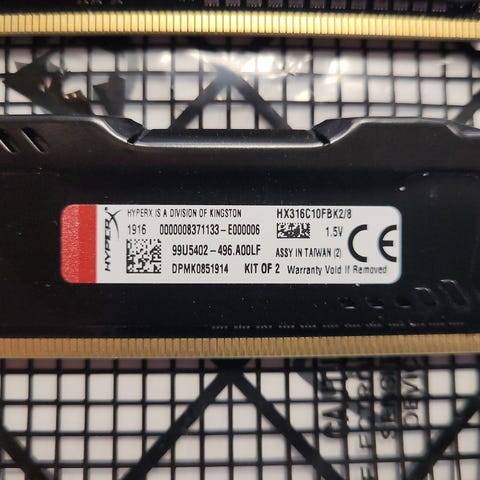 HYPERX
HYPERX IS A DIVISION OF KINGSTON
HX316C10FBK2/8
1916 0000008371133-E000006
1.5V
99U5402-496.A00LF
ASSY IN TAIWAN (2)
CE
DPMK0851914 KIT OF 2 Warranty Void If Removed